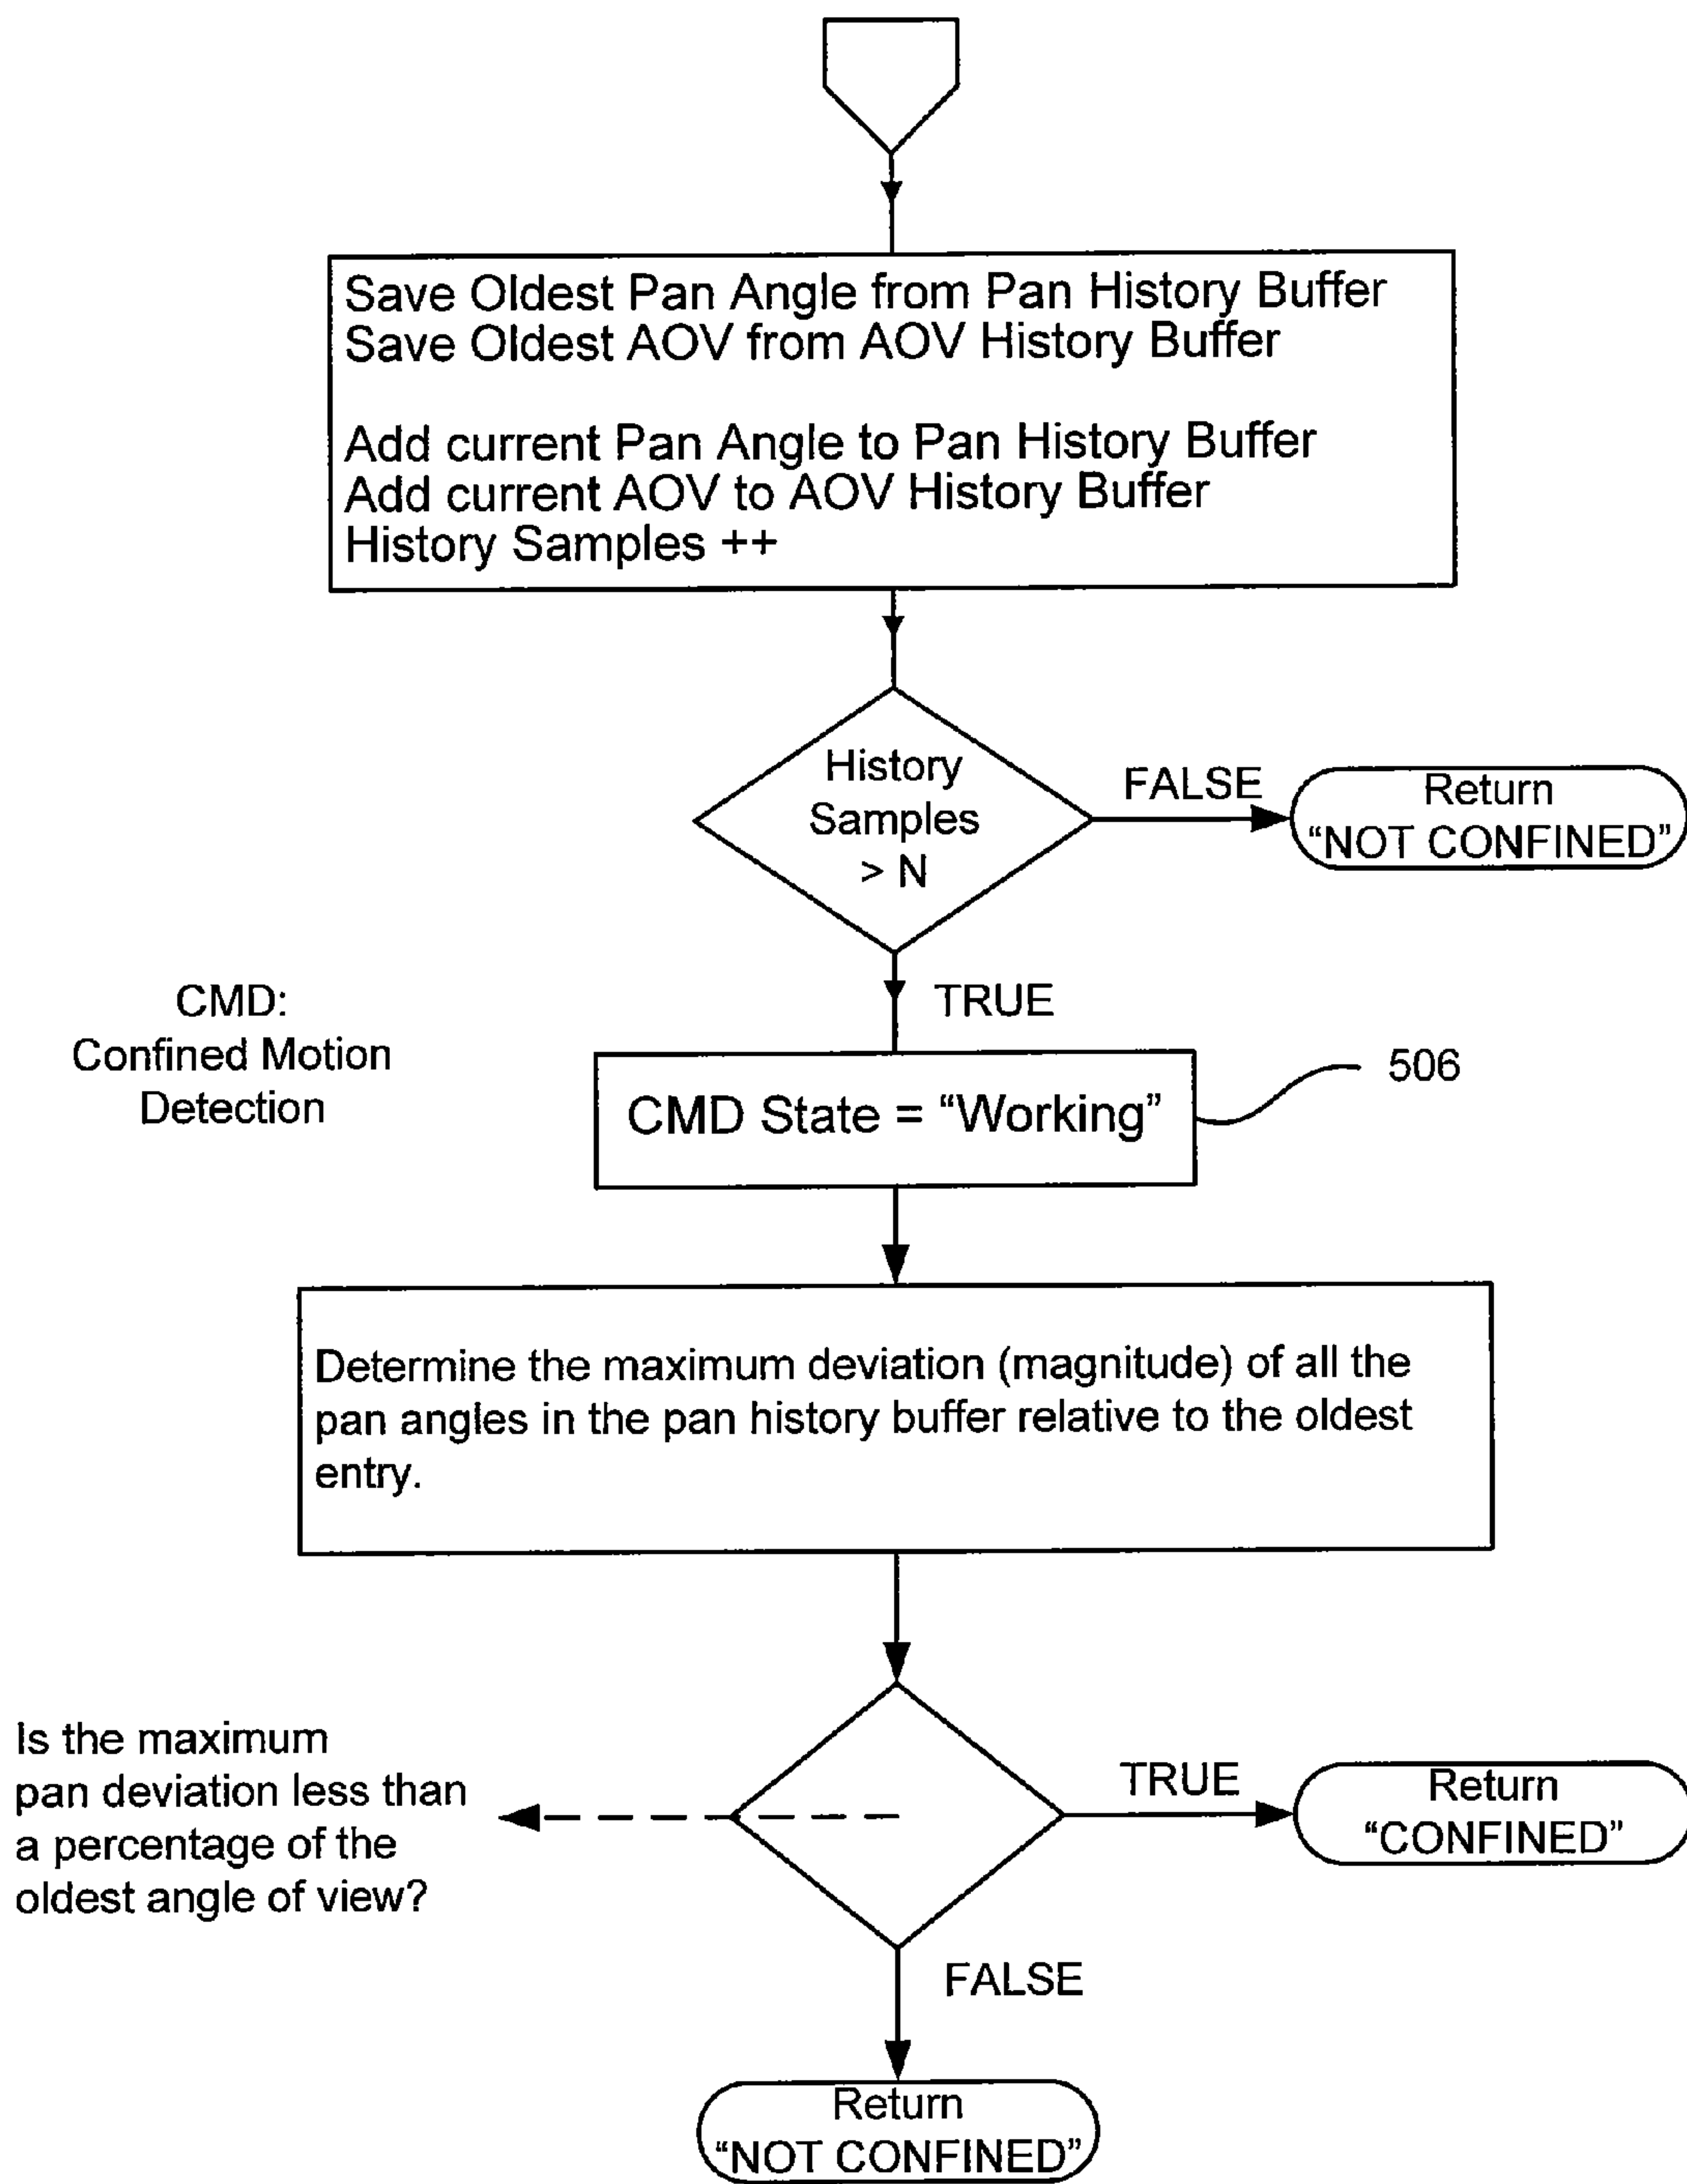 Save Oldest Pan Angle from Pan History Buffer
Save Oldest AOV from AOV History Buffer
Add current Pan Angle to Pan History Buffer
Add current AOV to AOV History Buffer
History Samples ++
History
Samples
> N
FALSE
Return
“NOT CONFINED”
TRUE
CMD:
Confined Motion
Detection
CMD State = “Working”
506
Determine the maximum deviation (magnitude) of all the
pan angles in the pan history buffer relative to the oldest
entry.
Is the maximum
pan deviation less than
a percentage of the
oldest angle of view?
TRUE
Return
“CONFINED”
FALSE
Return
“NOT CONFINED”